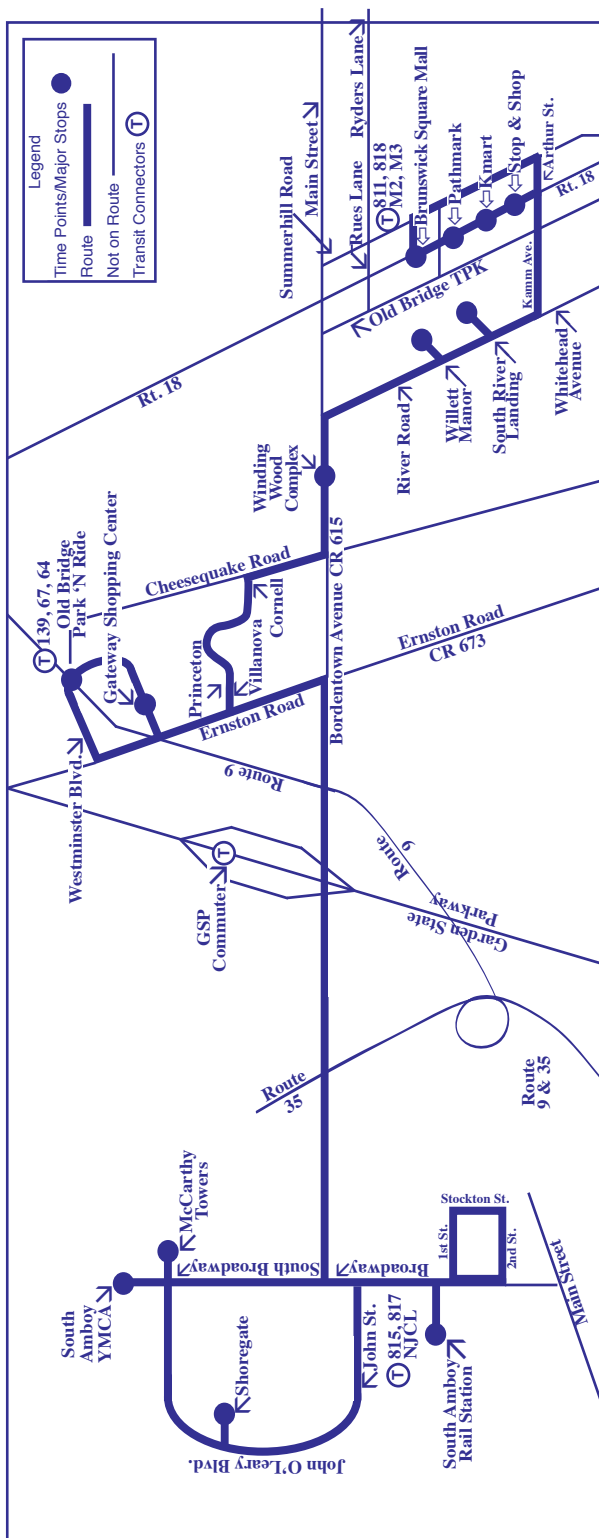 Legend
Time Points/Major Stops
Route
Not on Route
Transit Connectors T
South
Amboy
YMCA
McCarthy
Towers
Shoregate
John O'Leary Blvd.
South Broadway
Broadway
John St.
T 815, 817
NJCL
South Amboy
Rail Station
1st St.
Stockton St.
2nd St.
Main Street
Route
35
Route
9 & 35
Route
9
Garden State
Parkway
GSP
Commuter
T
Route 9
Westminster Blvd.
T 139, 67, 64
Old Bridge
Park 'N Ride
Gateway Shopping Center
Princeton
Villanova
Cornell
Ernston Road
Cheesequake Road
Bordentown Avenue CR 615
Ernston Road
CR 673
Winding
Wood
Complex
Rt. 18
River Road
Willett
Manor
South River
Landing
Whitehead
Avenue
Kamm Ave.
Old Bridge TPK
Summerhill Road
Main Street
Rues Lane
Ryders Lane
T 811, 818
M2, M3
Brunswick Square Mall
Pathmark
Kmart
Stop & Shop
Arthur St.
Rt. 18